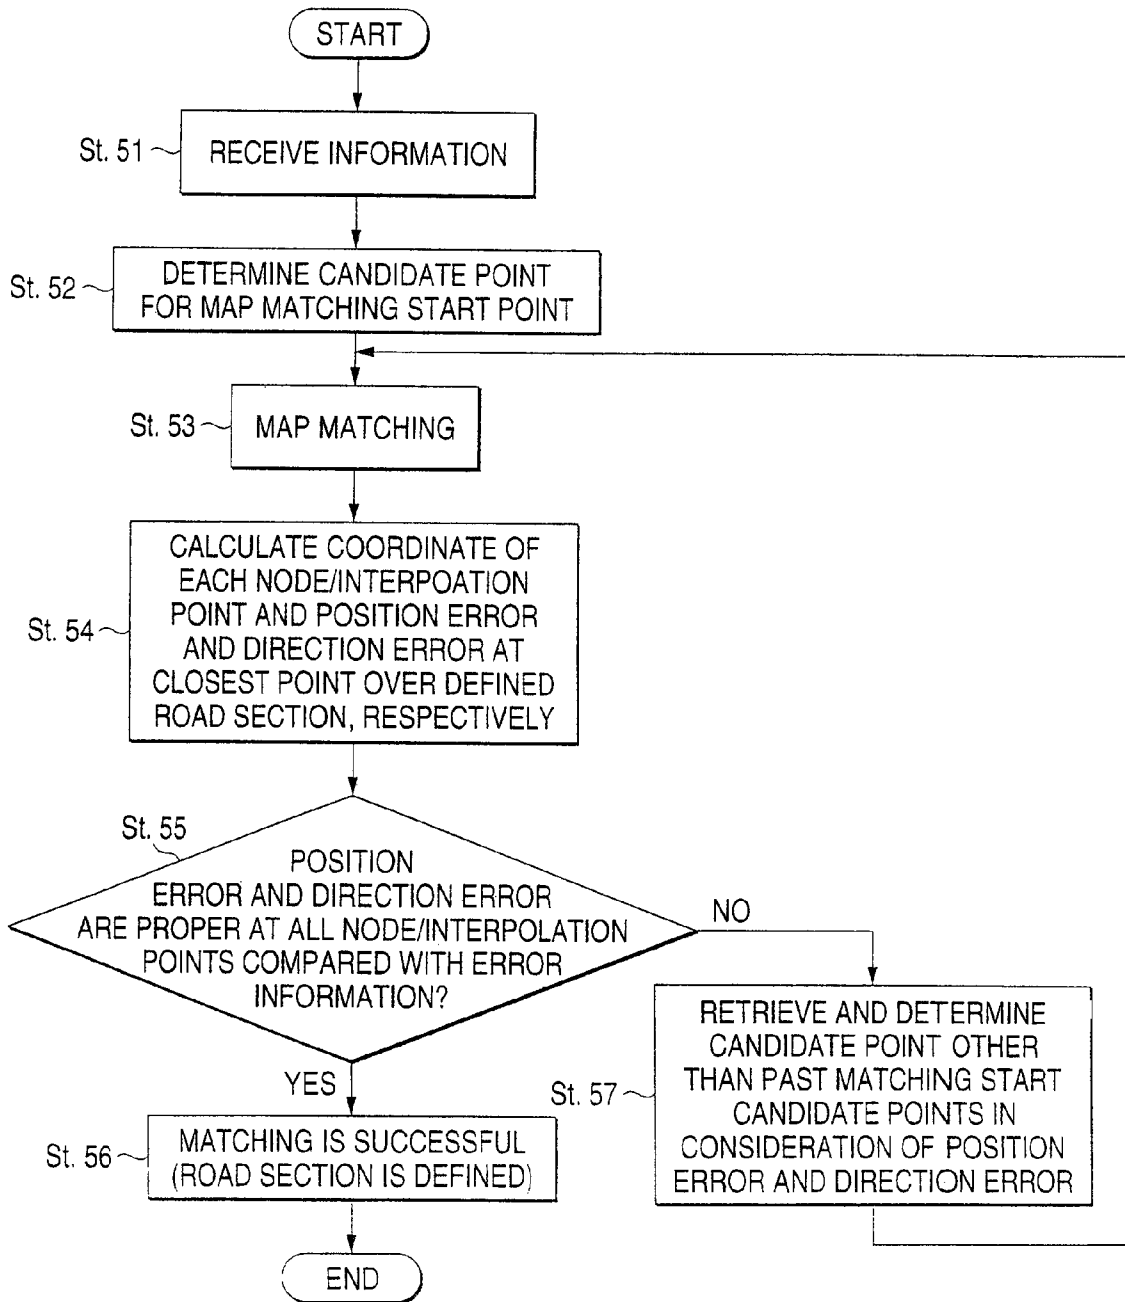 START
St. 51
RECEIVE INFORMATION
St. 52
DETERMINE CANDIDATE POINT
FOR MAP MATCHING START POINT
St. 53
MAP MATCHING
St. 54
CALCULATE COORDINATE OF
EACH NODE/INTERPOATION
POINT AND POSITION ERROR
AND DIRECTION ERROR AT
CLOSEST POINT OVER DEFINED
ROAD SECTION, RESPECTIVELY
St. 55
POSITION
ERROR AND DIRECTION ERROR
ARE PROPER AT ALL NODE/INTERPOLATION
POINTS COMPARED WITH ERROR
INFORMATION?
NO
YES
St. 57
RETRIEVE AND DETERMINE
CANDIDATE POINT OTHER
THAN PAST MATCHING START
CANDIDATE POINTS IN
CONSIDERATION OF POSITION
ERROR AND DIRECTION ERROR
St. 56
MATCHING IS SUCCESSFUL
(ROAD SECTION IS DEFINED)
END